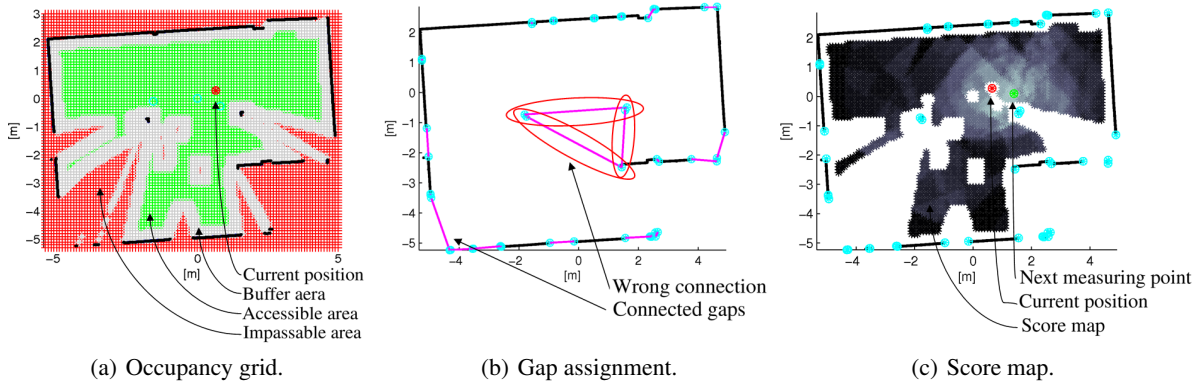 3
2
1
0
−1
−2
−3
−4
−5
[m]
−5
0
5
[m]
Current position
Buffer aera
Accessible area
Impassable area
(a) Occupancy grid.
2
1
0
−1
−2
−3
−4
−5
[m]
−4
−2
0
2
4
[m]
Wrong connection
Connected gaps
(b) Gap assignment.
2
1
0
−1
−2
−3
−4
−5
[m]
−4
−2
0
2
4
[m]
Next measuring point
Current position
Score map
(c) Score map.